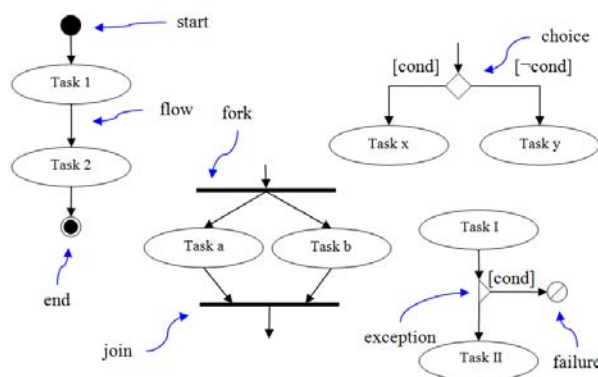 start
Task 1
flow
Task 2
end
fork
Task a
Task b
join
choice
[cond]
[¬cond]
Task x
Task y
Task I
[cond]
exception
failure
Task II